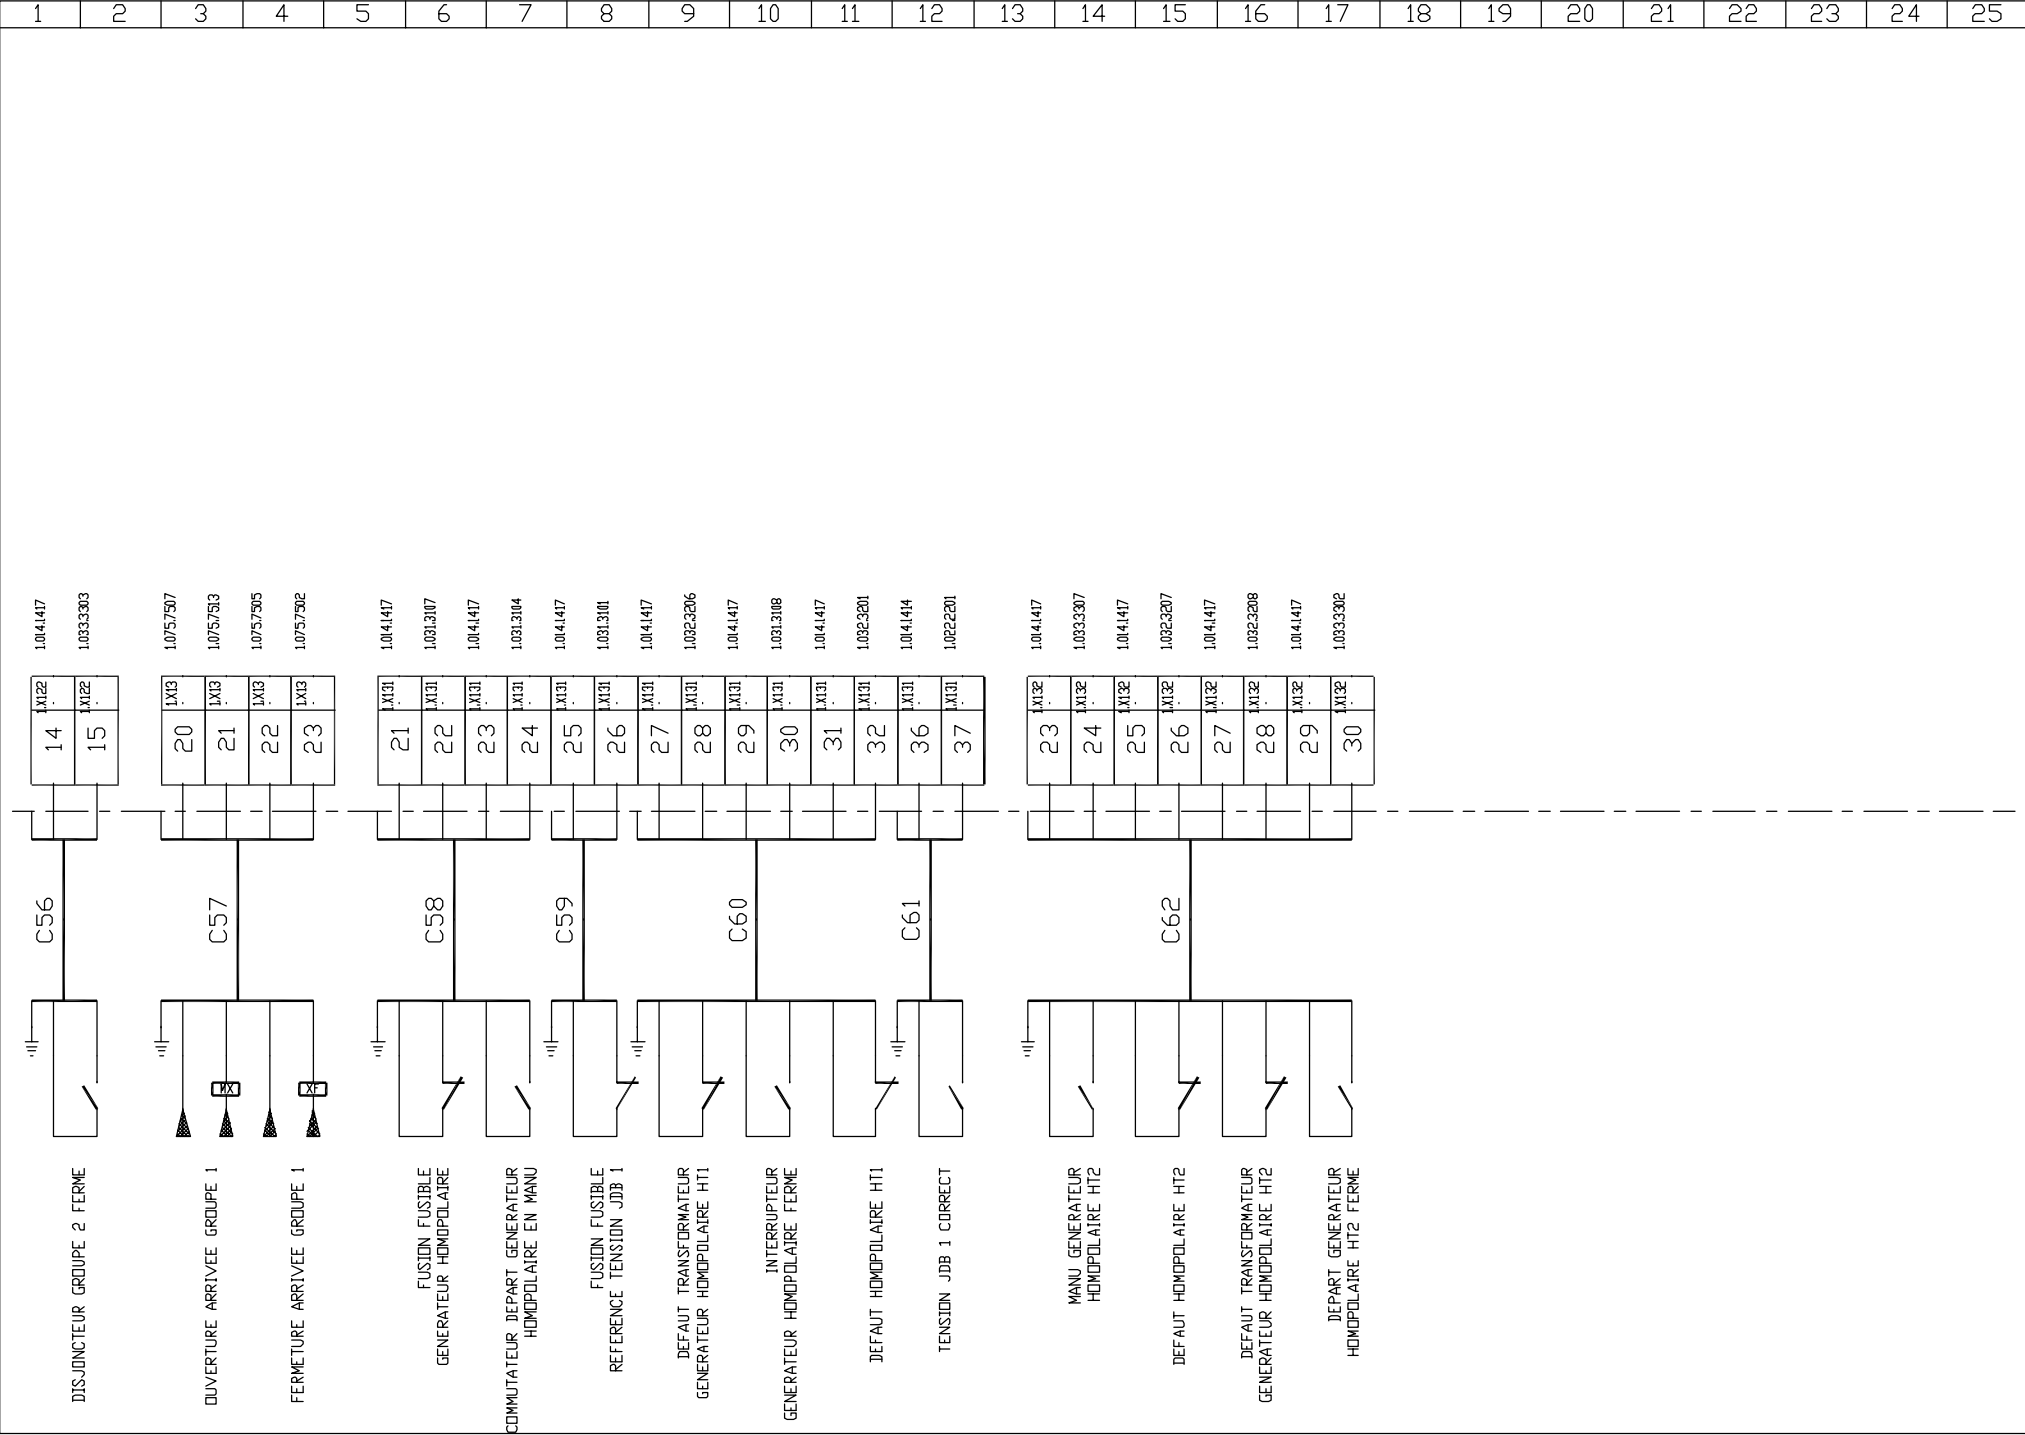 1 2 3 4 5 6 7 8 9 10 11 12 13 14 15 16 17 18 19 20 21 22 23 24 25
1.014.1417
1.033.3303
1.075.7507
1.075.7513
1.075.7505
1.075.7502
1.014.1417
1.031.3107
1.014.1417
1.031.3104
1.014.1417
1.031.3101
1.014.1417
1.032.3206
1.014.1417
1.031.3108
1.014.1417
1.032.3201
1.014.1414
1.022.2201
1.014.1417
1.033.3307
1.014.1417
1.032.3207
1.014.1417
1.032.3208
1.014.1417
1.033.3302
1.X122 1.X122 1.X13 1.X13 1.X13 1.X13 1.X131 1.X131 1.X131 1.X131 1.X131 1.X131 1.X131 1.X131 1.X131 1.X131 1.X131 1.X131 1.X131 1.X131 1.X132 1.X132 1.X132 1.X132 1.X132 1.X132 1.X132 1.X132
14 15 20 21 22 23 21 22 23 24 25 26 27 28 29 30 31 32 36 37 23 24 25 26 27 28 29 30
C56
C57
C58
C59
C60
C61
C62
MX
XF
DISJONCTEUR GROUPE 2 FERME
OUVERTURE ARRIVEE GROUPE 1
FERMETURE ARRIVEE GROUPE 1
FUSION FUSIBLE
GENERATEUR HOMOPOLAIRE
COMMUTATEUR DEPART GENERATEUR
HOMOPOLAIRE EN MANU
FUSION FUSIBLE
REFERENCE TENSION JDB 1
DEFAUT TRANSFORMATEUR
GENERATEUR HOMOPOLAIRE HT1
INTERRUPTEUR
GENERATEUR HOMOPOLAIRE FERME
DEFAUT HOMOPOLAIRE HT1
TENSION JDB 1 CORRECT
MANU GENERATEUR
HOMOPOLAIRE HT2
DEFAUT HOMOPOLAIRE HT2
DEFAUT TRANSFORMATEUR
GENERATEUR HOMOPOLAIRE HT2
DEPART GENERATEUR
HOMOPOLAIRE HT2 FERME